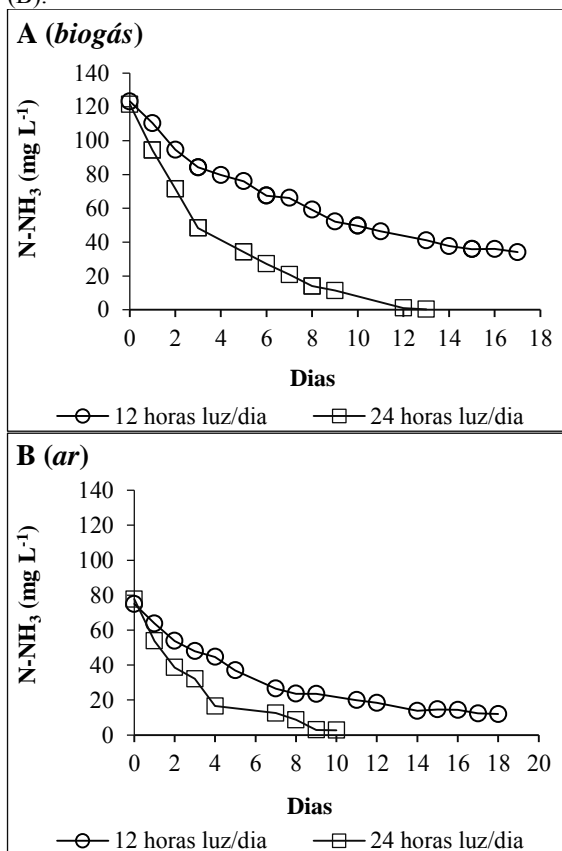 (B).
A (biogás)
140
120
100
80
60
40
20
0
N-NH₃ (mg L⁻¹)
0 2 4 6 8 10 12 14 16 18
Dias
12 horas luz/dia 24 horas luz/dia
B (ar)
140
120
100
80
60
40
20
0
N-NH₃ (mg L⁻¹)
0 2 4 6 8 10 12 14 16 18 20
Dias
12 horas luz/dia 24 horas luz/dia